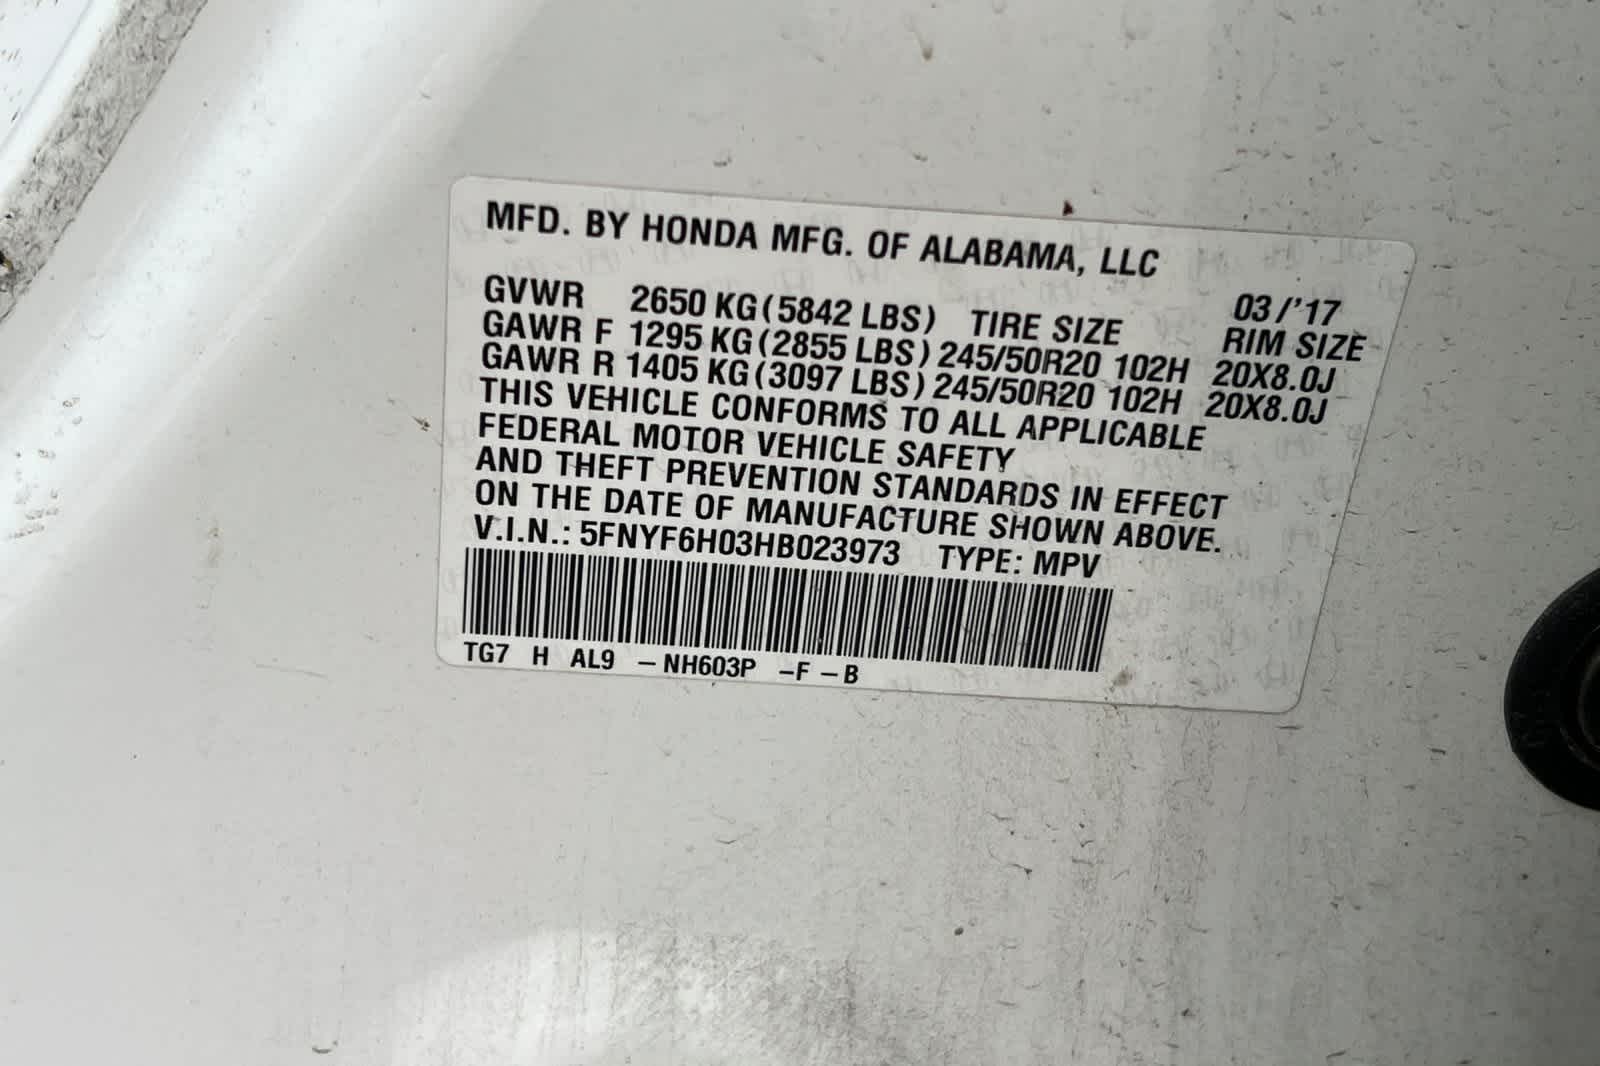 MFD. BY HONDA MFG. OF ALABAMA, LLC
03/'17
GVWR 2650 KG(5842 LBS) TIRE SIZE RIM SIZE
GAWR F 1295 KG(2855 LBS) 245/50R20 102H 20X8.0J
GAWR R 1405 KG(3097 LBS) 245/50R20 102H 20X8.0J
THIS VEHICLE CONFORMS TO ALL APPLICABLE
FEDERAL MOTOR VEHICLE SAFETY
AND THEFT PREVENTION STANDARDS IN EFFECT
ON THE DATE OF MANUFACTURE SHOWN ABOVE.
V.I.N.: 5FNYF6H03HB023973 TYPE: MPV
TG7 H AL9 -NH603P -F -B